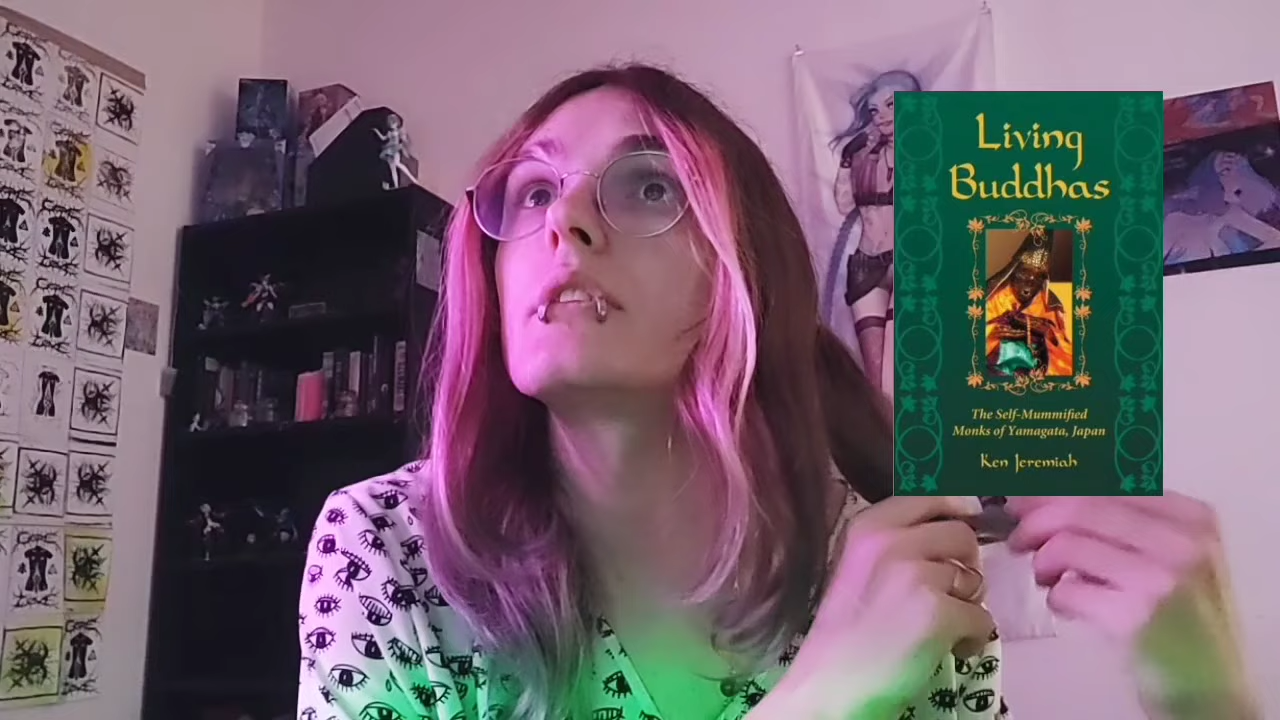 Living
Buddhas
The Self-Mummified
Monks of Yamagata, Japan
Ken Jeremiah